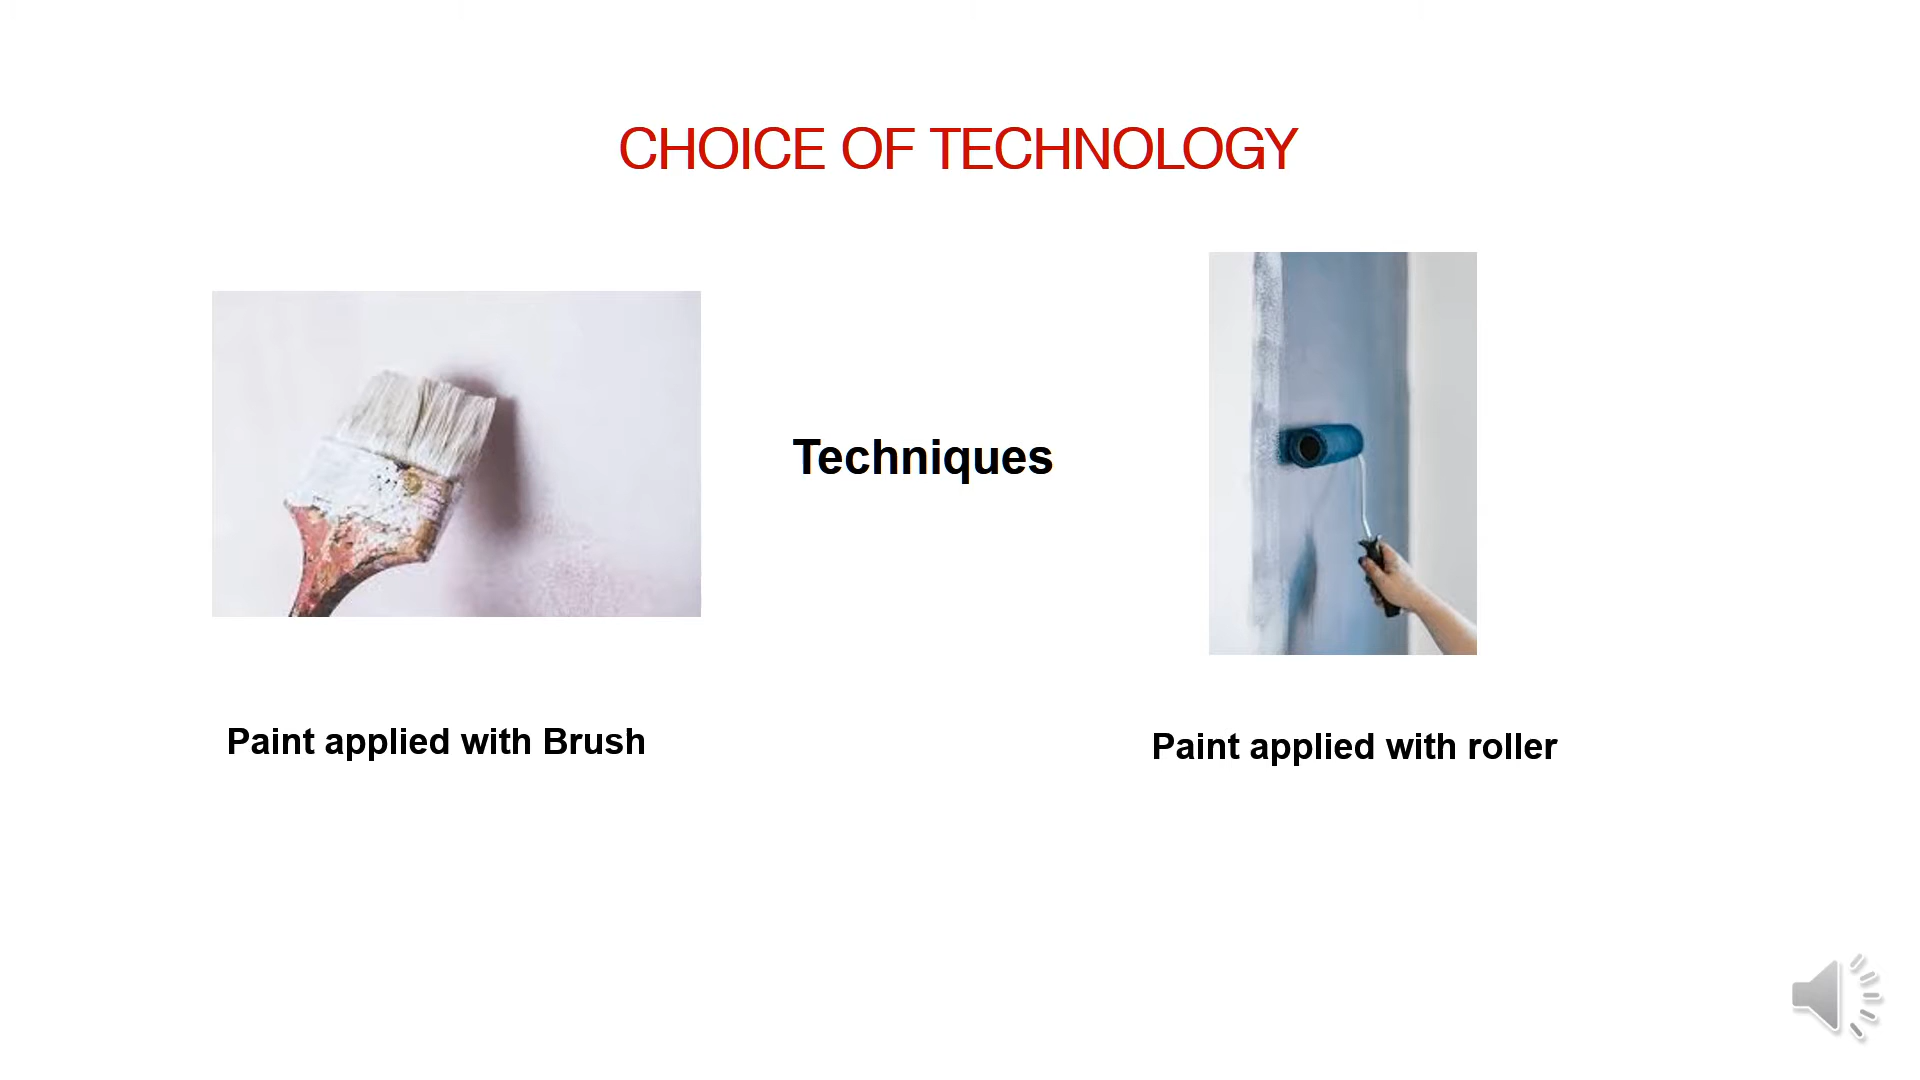 CHOICE OF TECHNOLOGY
Techniques
Paint applied with Brush
Paint applied with roller